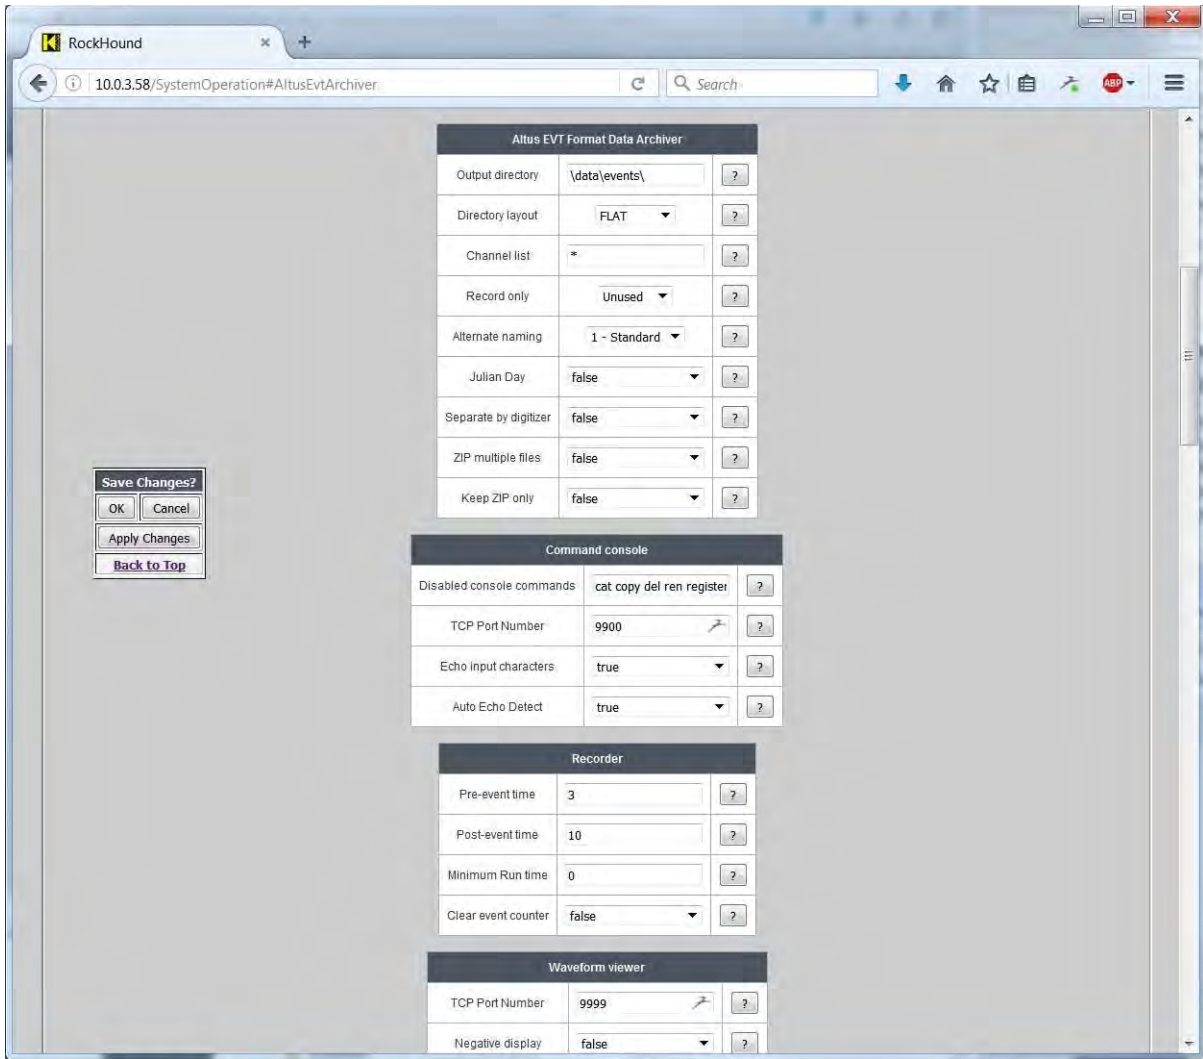 RockHound
10.0.3.58/SystemOperation#AltusEvtArchiver
Search
ABP
Altus EVT Format Data Archiver
Output directory \data\events\ ?
Directory layout FLAT ?
Channel list * ?
Record only Unused ?
Alternate naming 1 - Standard ?
Julian Day false ?
Separate by digitizer false ?
ZIP multiple files false ?
Keep ZIP only false ?
Save Changes?
OK Cancel
Apply Changes
Back to Top
Command console
Disabled console commands cat copy del ren register ?
TCP Port Number 9900 ?
Echo input characters true ?
Auto Echo Detect true ?
Recorder
Pre-event time 3 ?
Post-event time 10 ?
Minimum Run time 0 ?
Clear event counter false ?
Waveform viewer
TCP Port Number 9999 ?
Negative display false ?